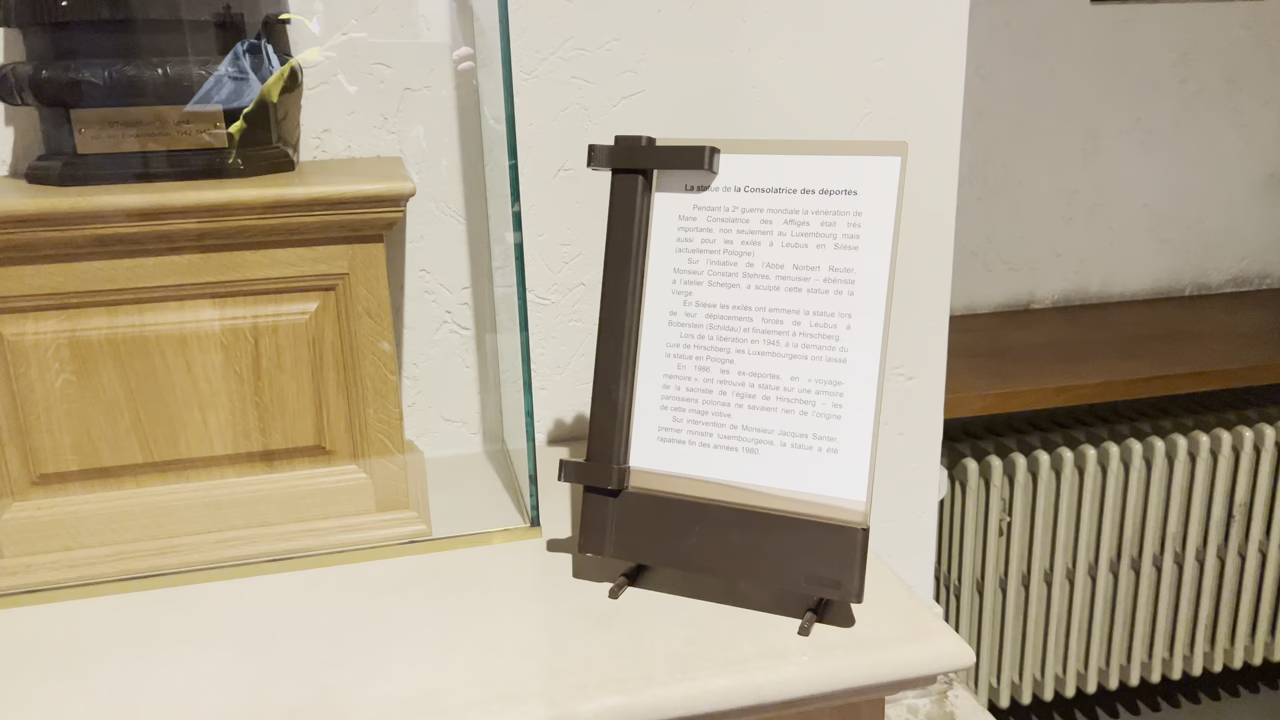 La statue de la Consolatrice des déportés
Pendant la 2e guerre mondiale la vénération de
Marie Consolatrice des Affligés était très
importante, non seulement au Luxembourg mais
aussi pour les exilés à Leubus en Silésie
(actuellement Pologne)
Sur l'initiative de l'Abbé Norbert Reuter,
Monsieur Constant Stehres, menuisier – ébéniste
à l'atelier Schetgen, a sculpté cette statue de la
Vierge.
En Silésie les exilés ont emmené la statue lors
de leur déplacements forcés de Leubus à
Boberstein (Schildau) et finalement à Hirschberg.
Lors de la libération en 1945, à la demande du
curé de Hirschberg, les Luxembourgeois ont laissé
la statue en Pologne.
En 1986, les ex-déportés, en « voyage-
mémoire », ont retrouvé la statue sur une armoire
de la sacristie de l'église de Hirschberg – les
paroissiens polonais ne savaient rien de l'origine
de cette image votive.
Sur intervention de Monsieur Jacques Santer,
premier ministre luxembourgeois, la statue a été
rapatriée fin des années 1980.